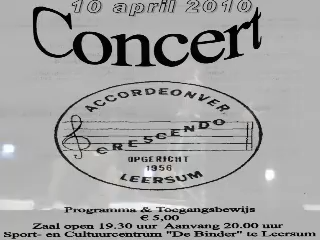 10 april 2010
Concert
ACCORDEONVER.
CRESCENDO
OPGERICHT
1956
LEERSUM
Programma & Toegangsbewijs
€ 5,00
Zaal open 19.30 uur Aanvang 20.00 uur
Sport- en Cultuurcentrum "De Binder" te Leersum